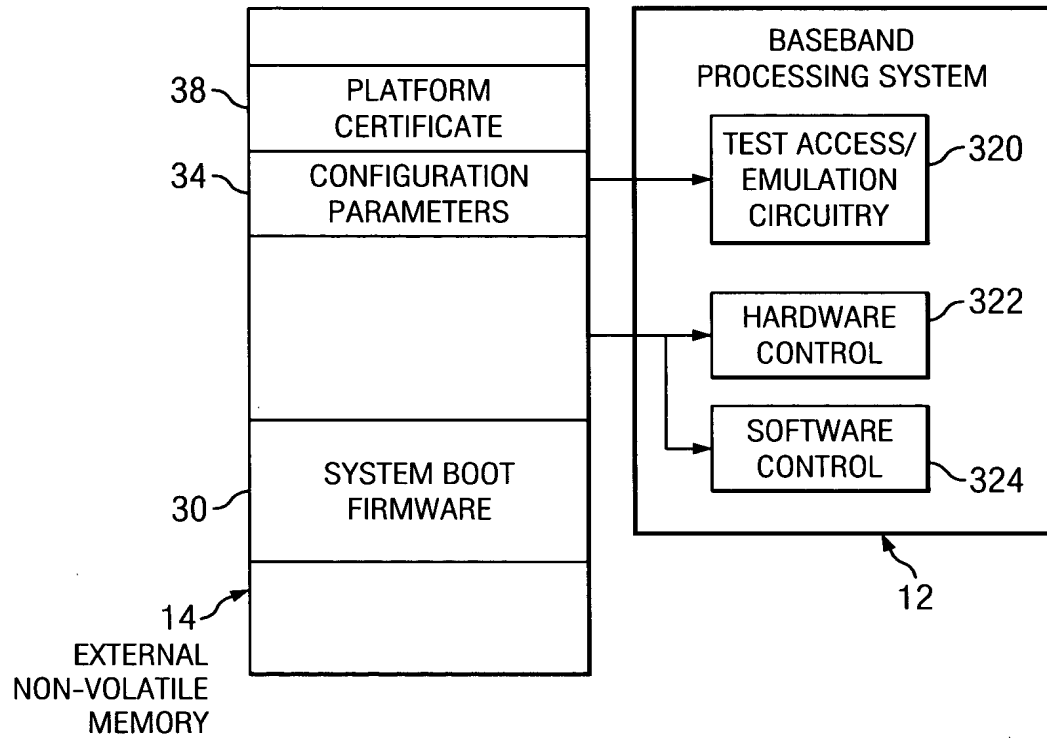 38
PLATFORM
CERTIFICATE
34
CONFIGURATION
PARAMETERS
30
SYSTEM BOOT
FIRMWARE
14
EXTERNAL
NON-VOLATILE
MEMORY
BASEBAND
PROCESSING SYSTEM
TEST ACCESS/
EMULATION
CIRCUITRY
320
HARDWARE
CONTROL
322
SOFTWARE
CONTROL
324
12